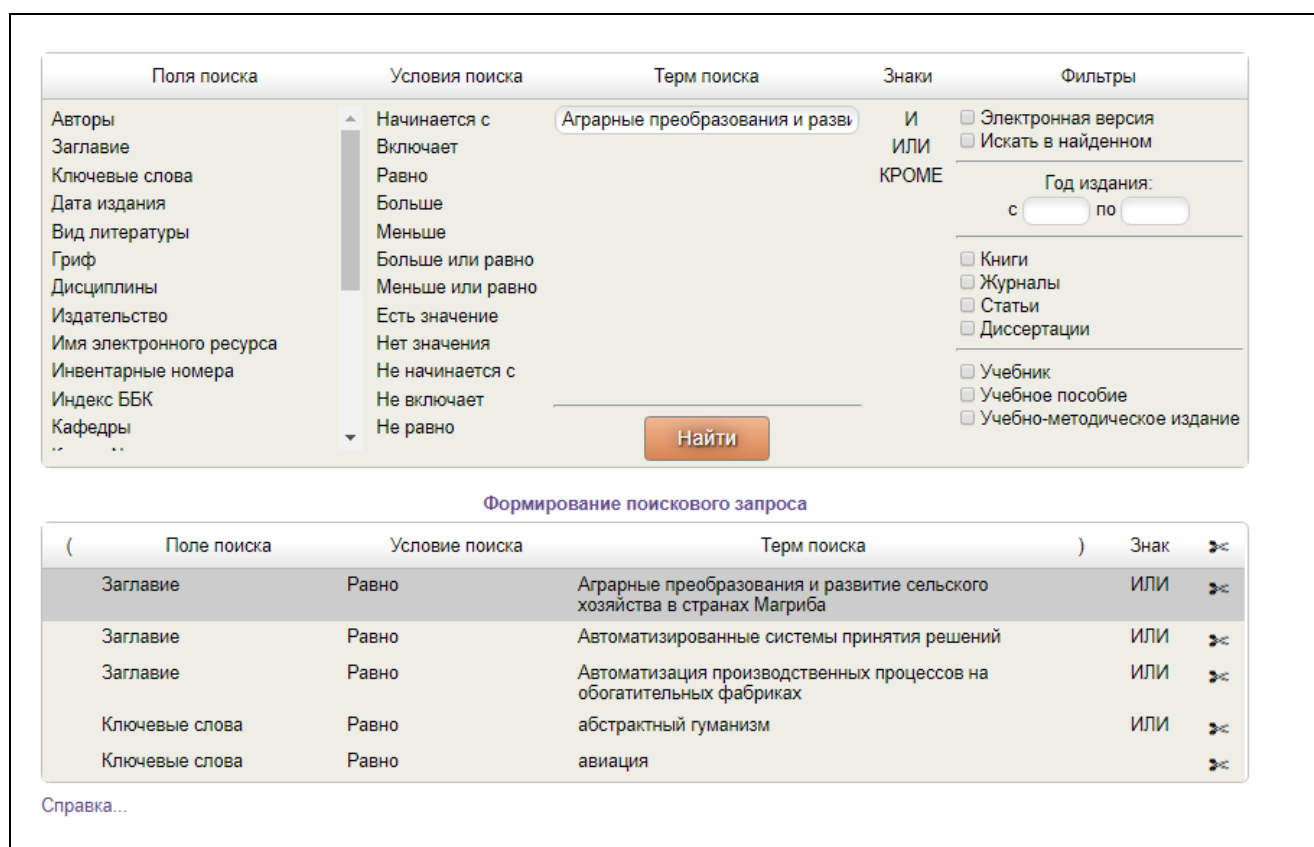 Поля поиска Условия поиска Терм поиска Знаки Фильтры
Авторы Начинается с Аграрные преобразования и разви И Электронная версия
Заглавие Включает ИЛИ Искать в найденном
Ключевые слова Равно КРОМЕ Год издания:
Дата издания Больше с по
Вид литературы Меньше
Гриф Больше или равно Книги
Дисциплины Меньше или равно Журналы
Издательство Есть значение Статьи
Имя электронного ресурса Нет значения Диссертации
Инвентарные номера Не начинается с Учебник
Индекс ББК Не включает Учебное пособие
Кафедры Не равно Найти Учебно-методическое издание
Формирование поискового запроса
( Поле поиска Условие поиска Терм поиска ) Знак
Заглавие Равно Аграрные преобразования и развитие сельского ИЛИ
хозяйства в странах Магриба
Заглавие Равно Автоматизированные системы принятия решений ИЛИ
Заглавие Равно Автоматизация производственных процессов на ИЛИ
обогатительных фабриках
Ключевые слова Равно абстрактный гуманизм ИЛИ
Ключевые слова Равно авиация
Справка...